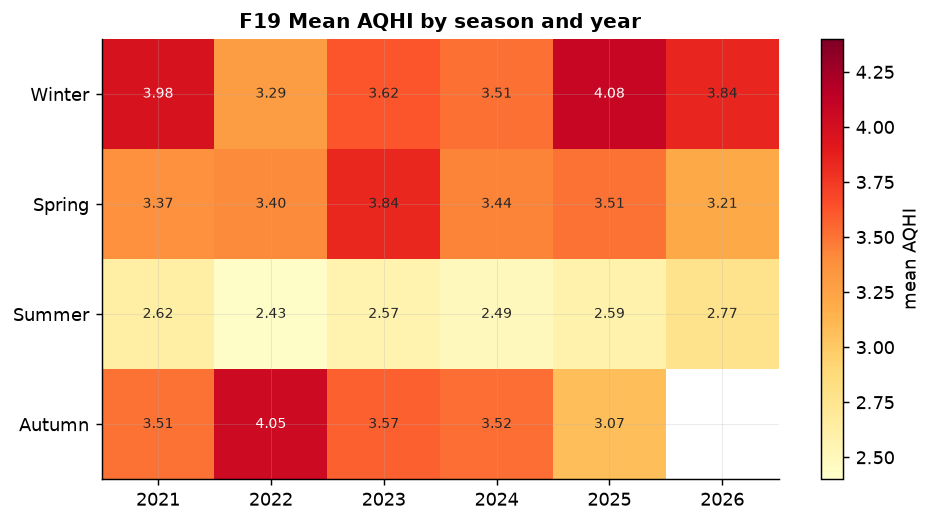 F19 Mean AQHI by season and year
Winter 3.98 3.29 3.62 3.51 4.08 3.84
Spring 3.37 3.40 3.84 3.44 3.51 3.21
Summer 2.62 2.43 2.57 2.49 2.59 2.77
Autumn 3.51 4.05 3.57 3.52 3.07
2021 2022 2023 2024 2025 2026
4.25
4.00
3.75
3.50
3.25
3.00
2.75
2.50
mean AQHI